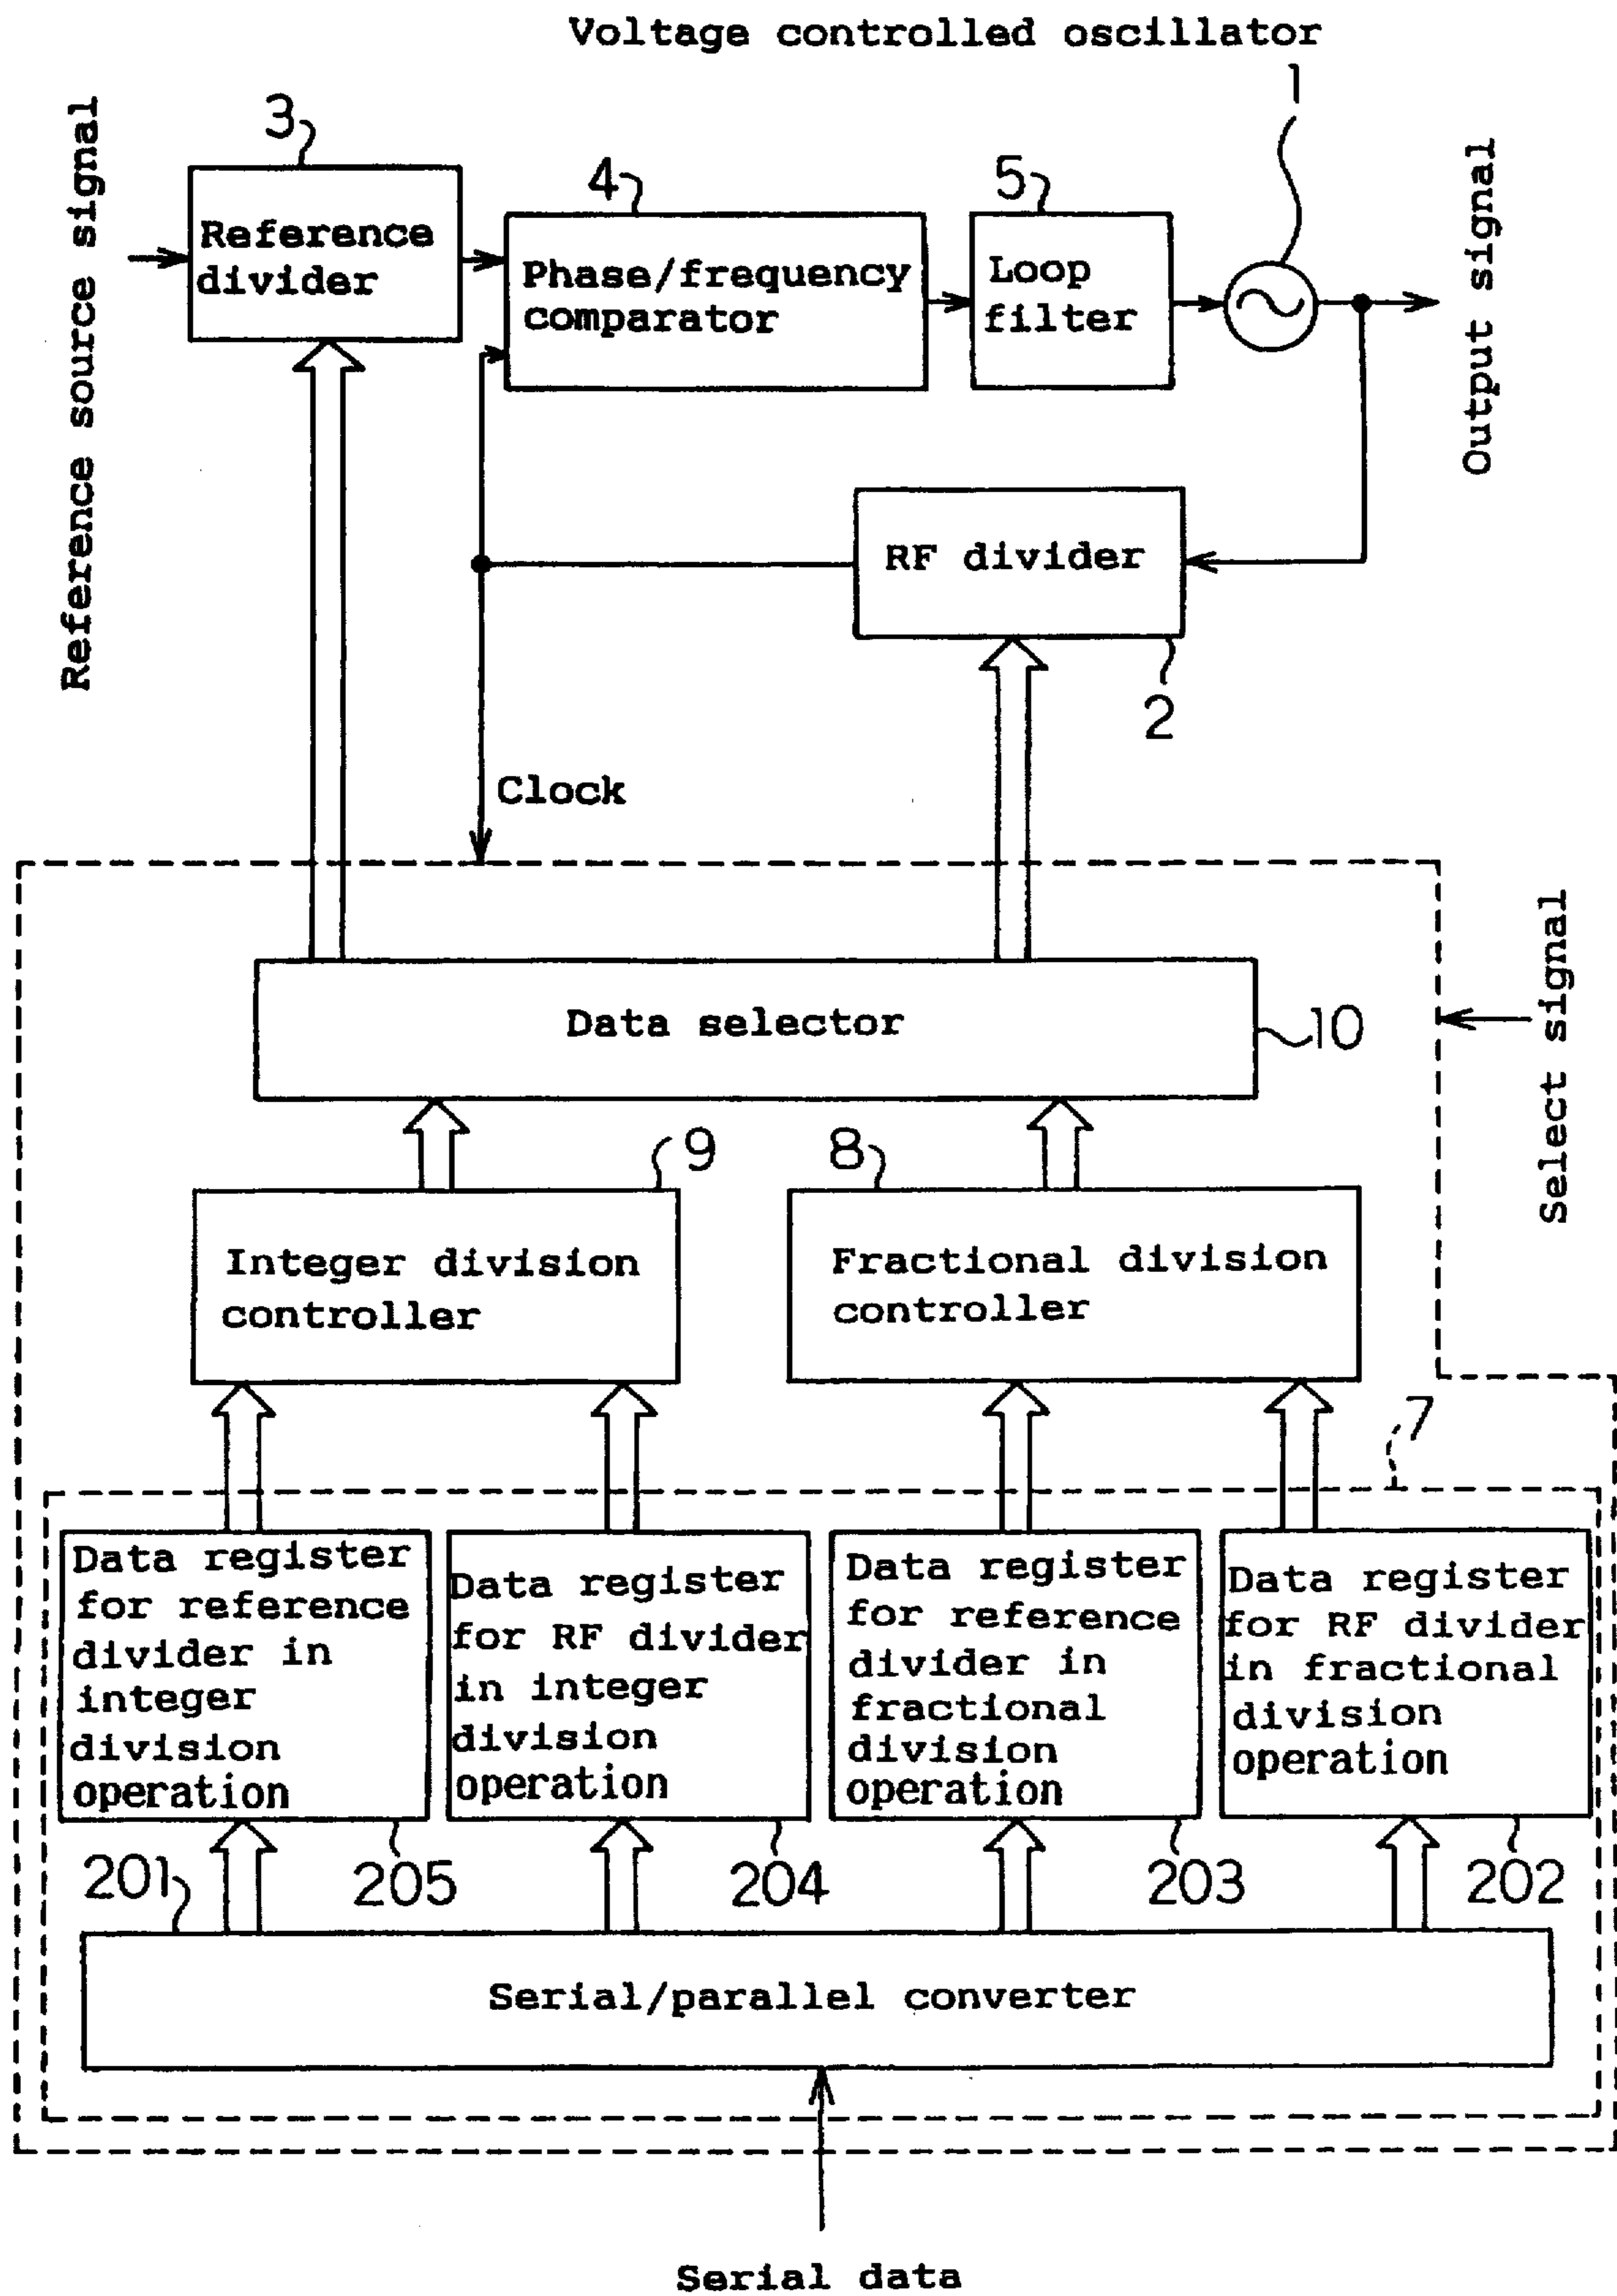 Voltage controlled oscillator
1
Reference source signal
3
Reference
divider
4
Phase/frequency
comparator
5
Loop
filter
Output signal
RF divider
2
Clock
Data selector
10
Select signal
9
Integer division
controller
8
Fractional division
controller
7
Data register
for reference
divider in
integer
division
operation
Data register
for RF divider
in integer
division
operation
Data register
for reference
divider in
fractional
division
operation
Data register
for RF divider
in fractional
division
operation
201
205
204
203
202
Serial/parallel converter
Serial data